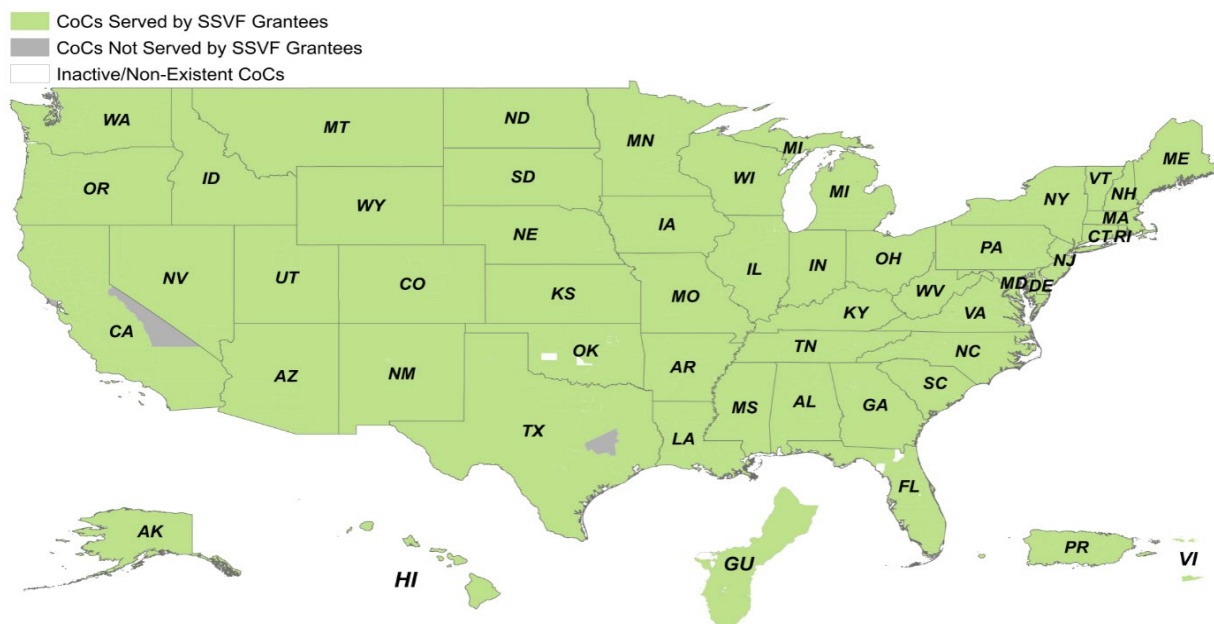 CoCs Served by SSVF Grantees
CoCs Not Served by SSVF Grantees
Inactive/Non-Existent CoCs
WA
MT
ND
MN
MI
ME
OR
ID
SD
WI
MI
VT
NH
NY
WY
MA
IA
CT
RI
NE
PA
NJ
NV
UT
CO
IL
IN
OH
MD
DE
KS
MO
WV
KY
VA
CA
OK
TN
NC
AZ
NM
AR
SC
MS
AL
GA
TX
LA
FL
AK
HI
GU
PR
VI